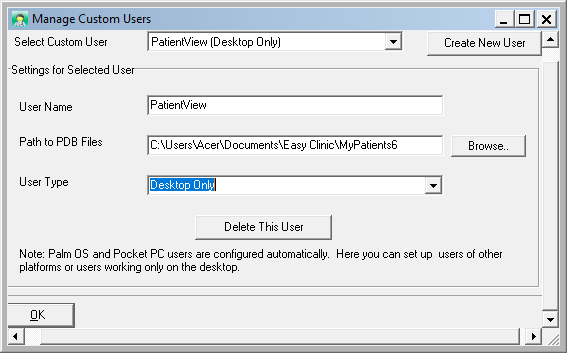 Manage Custom Users
Select Custom User PatientView (Desktop Only) Create New User
Settings for Selected User
User Name PatientView
Path to PDB Files C:\Users\Acer\Documents\Easy Clinic\MyPatients6 Browse..
User Type Desktop Only
Delete This User
Note: Palm OS and Pocket PC users are configured automatically. Here you can set up users of other
platforms or users working only on the desktop.
OK